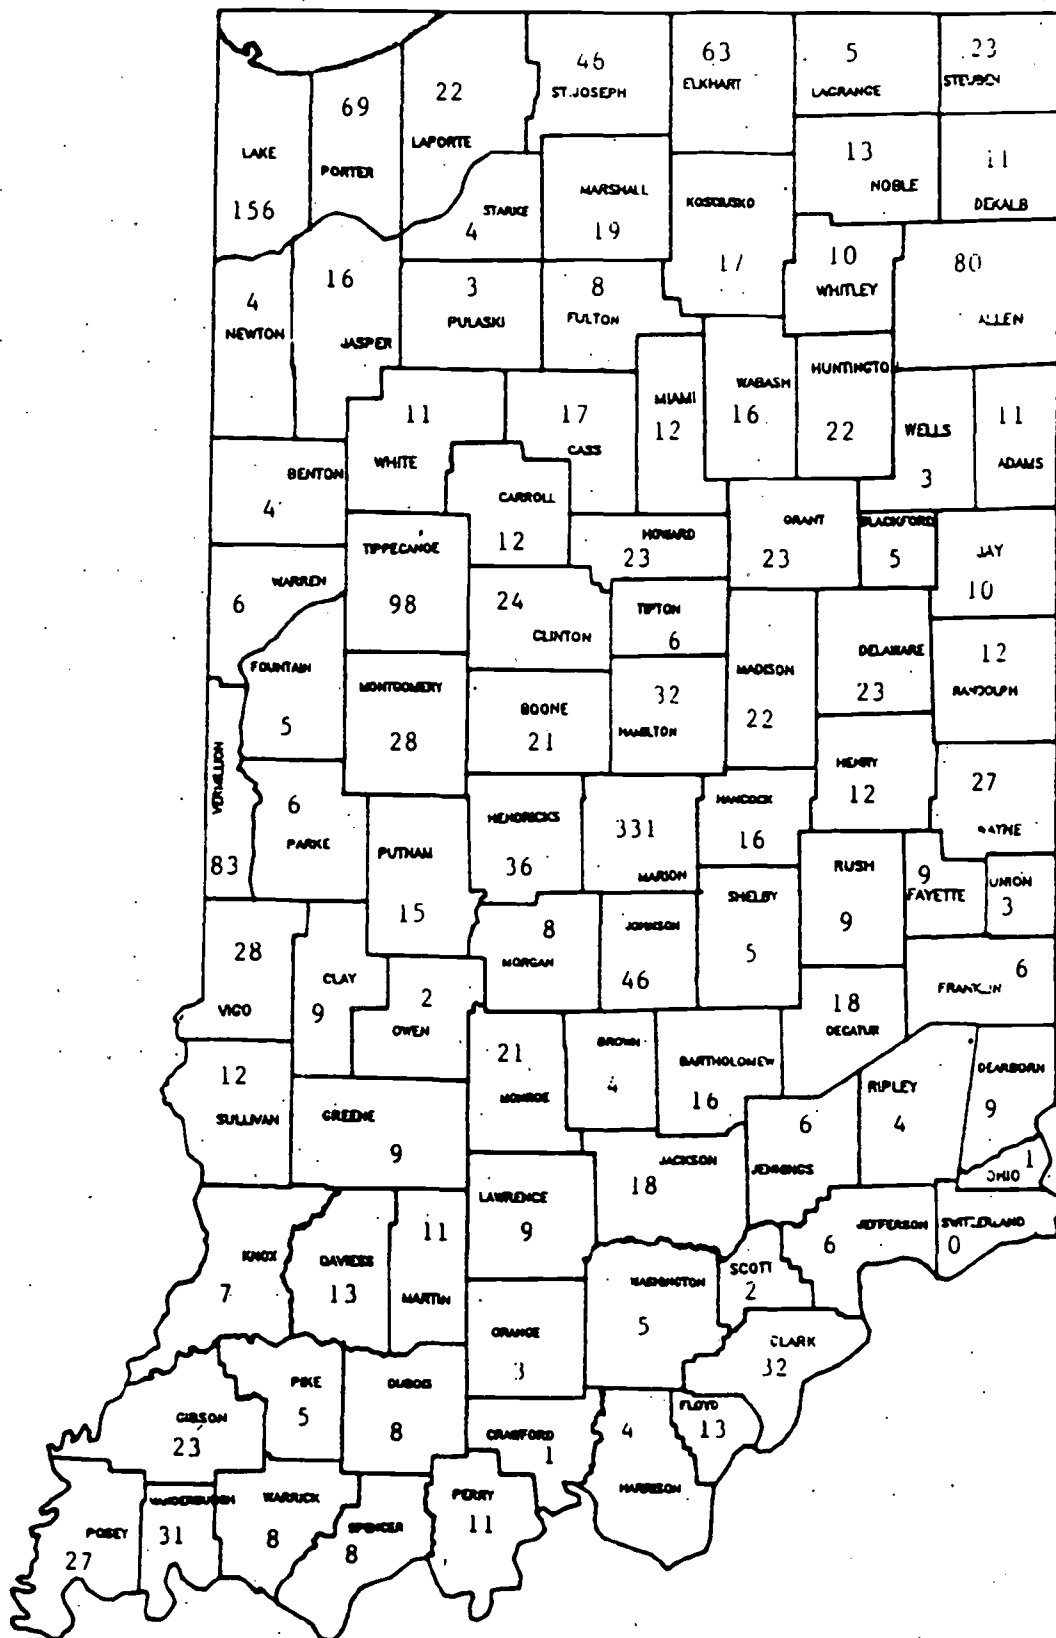 46
ST.JOSEPH
63
ELKHART
5
LAGRANGE
23
STEUBEN
69
PORTER
22
LAPORTE
LAKE
156
STARKE
4
MARSHALL
19
KOSCIUSKO
17
13
NOBLE
11
DEKALB
10
WHITLEY
80
ALLEN
4
NEWTON
16
JASPER
3
PULASKI
8
FULTON
MIAMI
12
WABASH
16
HUNTINGTON
22
WELLS
3
11
ADAMS
11
WHITE
17
CASS
BENTON
4
CARROLL
12
HOWARD
23
GRANT
23
BLACKFORD
5
JAY
10
TIPPECANOE
98
WARREN
6
24
CLINTON
TIPTON
6
FOUNTAIN
5
MONTGOMERY
28
BOONE
21
32
HAMILTON
MADISON
22
DELAWARE
23
12
RANDOLPH
VERMILLION
83
6
PARKE
PUTNAM
15
HENDRICKS
36
331
MARION
HANCOCK
16
HENRY
12
27
WAYNE
RUSH
9
9
FAYETTE
UNION
3
28
VIGO
CLAY
9
2
OWEN
8
MORGAN
JOHNSON
46
SHELBY
5
18
DECATUR
6
FRANKLIN
12
SULLIVAN
GREENE
9
21
MONROE
BROWN
4
BARTHOLOMEW
16
6
JENNINGS
RIPLEY
4
DEARBORN
9
1
OHIO
KNOX
7
DAVIESS
13
11
MARTIN
LAWRENCE
9
JACKSON
18
JEFFERSON
6
SWITZERLAND
0
SCOTT
2
WASHINGTON
5
ORANGE
3
CLARK
32
GIBSON
23
PIKE
5
DUBOIS
8
CRAWFORD
1
4
HARRISON
FLOYD
13
POSEY
27
VANDERBURGH
31
WARRICK
8
SPENCER
8
PERRY
11